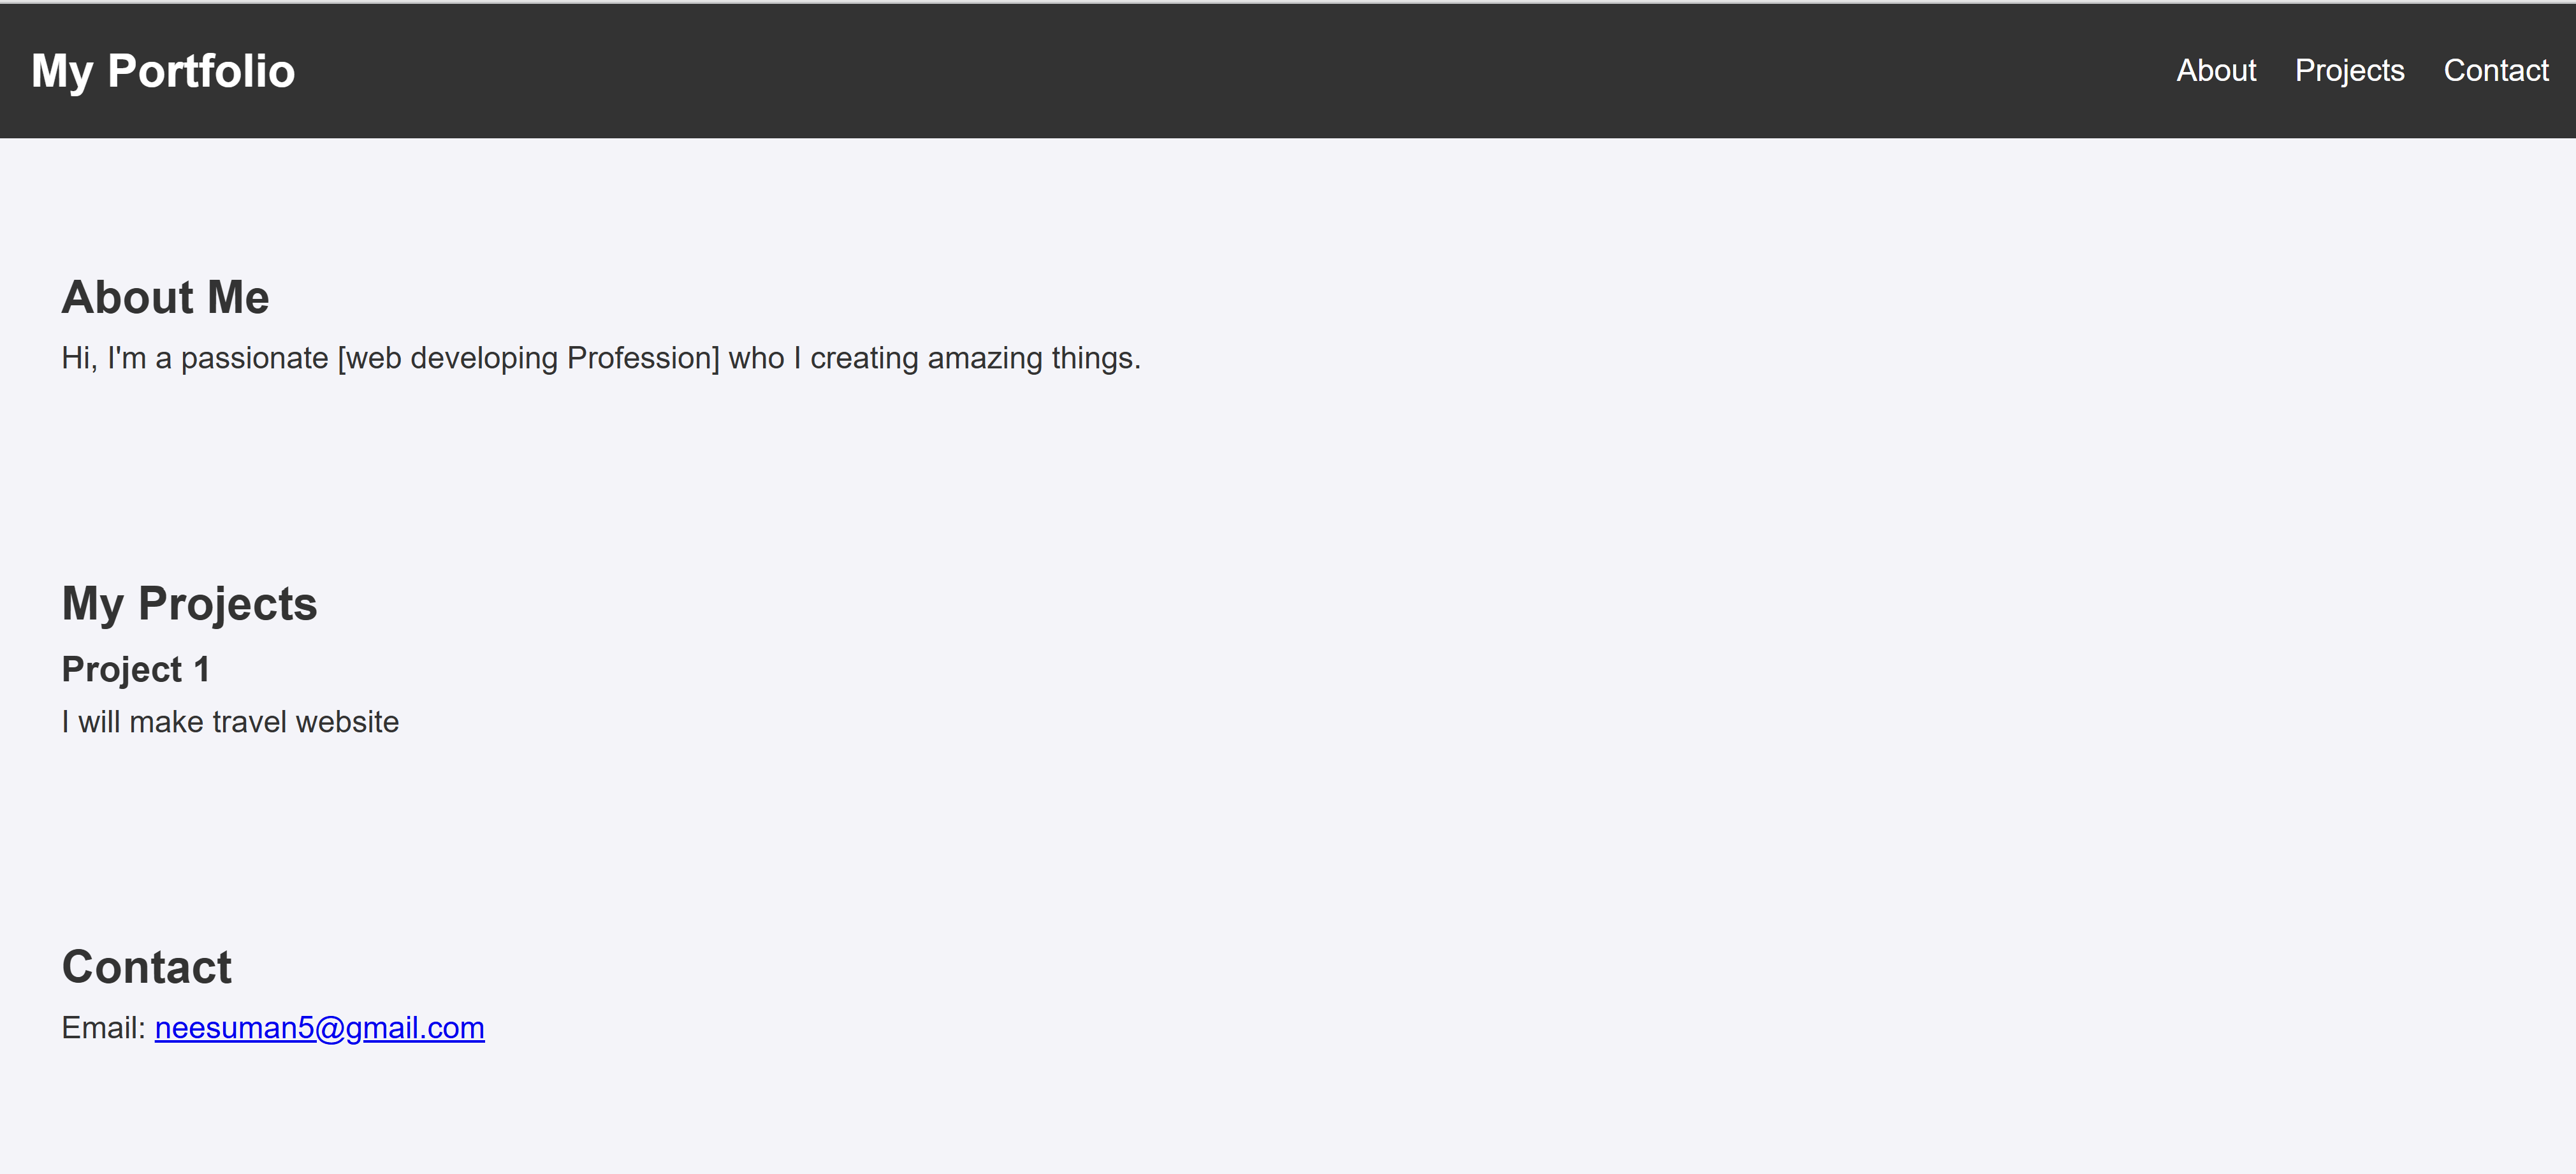 My Portfolio
About Projects Contact
About Me
Hi, I'm a passionate [web developing Profession] who I creating amazing things.
My Projects
Project 1
I will make travel website
Contact
Email: neesuman5@gmail.com